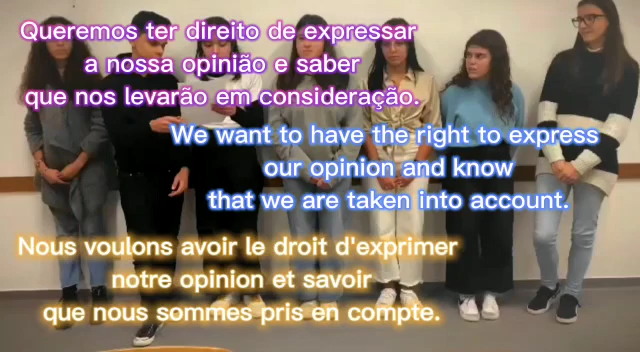 Queremos ter direito de expressar
a nossa opinião e saber
que nos levarão em consideração.
We want to have the right to express
our opinion and know
that we are taken into account.
Nous voulons avoir le droit d'exprimer
notre opinion et savoir
que nous sommes pris en compte.